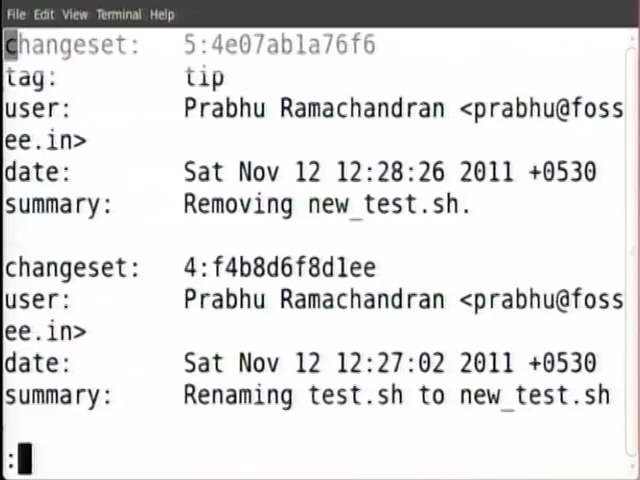 File Edit View Terminal Help
changeset: 5:4e07ab1a76f6
tag: tip
user: Prabhu Ramachandran <prabhu@foss
ee.in>
date: Sat Nov 12 12:28:26 2011 +0530
summary: Removing new_test.sh.
changeset: 4:f4b8d6f8d1ee
user: Prabhu Ramachandran <prabhu@foss
ee.in>
date: Sat Nov 12 12:27:02 2011 +0530
summary: Renaming test.sh to new_test.sh
: